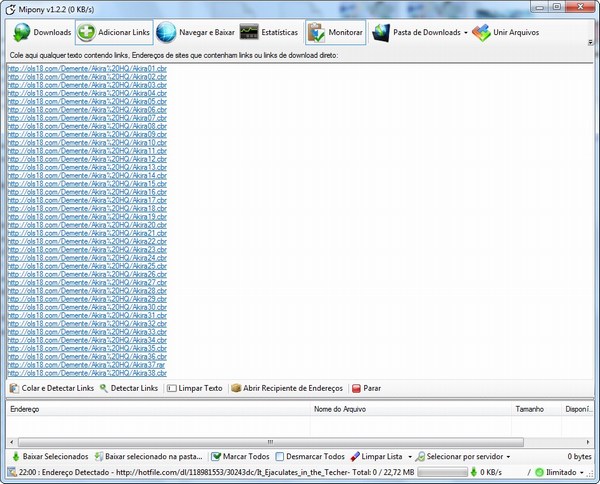 Mipony v1.2.2 (0 KB/s)
Downloads Adicionar Links Navegar e Baixar Estatísticas Monitorar Pasta de Downloads Unir Arquivos
Cole aqui qualquer texto contendo links, Endereços de sites que contenham links ou links de download direto:
http://ols18.com/Demente/Akira%20HQ/Akira01.cbr
http://ols18.com/Demente/Akira%20HQ/Akira02.cbr
http://ols18.com/Demente/Akira%20HQ/Akira03.cbr
http://ols18.com/Demente/Akira%20HQ/Akira04.cbr
http://ols18.com/Demente/Akira%20HQ/Akira05.cbr
http://ols18.com/Demente/Akira%20HQ/Akira06.cbr
http://ols18.com/Demente/Akira%20HQ/Akira07.cbr
http://ols18.com/Demente/Akira%20HQ/Akira08.cbr
http://ols18.com/Demente/Akira%20HQ/Akira09.cbr
http://ols18.com/Demente/Akira%20HQ/Akira10.cbr
http://ols18.com/Demente/Akira%20HQ/Akira11.cbr
http://ols18.com/Demente/Akira%20HQ/Akira12.cbr
http://ols18.com/Demente/Akira%20HQ/Akira13.cbr
http://ols18.com/Demente/Akira%20HQ/Akira14.cbr
http://ols18.com/Demente/Akira%20HQ/Akira15.cbr
http://ols18.com/Demente/Akira%20HQ/Akira16.cbr
http://ols18.com/Demente/Akira%20HQ/Akira17.cbr
http://ols18.com/Demente/Akira%20HQ/Akira18.cbr
http://ols18.com/Demente/Akira%20HQ/Akira19.cbr
http://ols18.com/Demente/Akira%20HQ/Akira20.cbr
http://ols18.com/Demente/Akira%20HQ/Akira21.cbr
http://ols18.com/Demente/Akira%20HQ/Akira22.cbr
http://ols18.com/Demente/Akira%20HQ/Akira23.cbr
http://ols18.com/Demente/Akira%20HQ/Akira24.cbr
http://ols18.com/Demente/Akira%20HQ/Akira25.cbr
http://ols18.com/Demente/Akira%20HQ/Akira26.cbr
http://ols18.com/Demente/Akira%20HQ/Akira27.cbr
http://ols18.com/Demente/Akira%20HQ/Akira28.cbr
http://ols18.com/Demente/Akira%20HQ/Akira29.cbr
http://ols18.com/Demente/Akira%20HQ/Akira30.cbr
http://ols18.com/Demente/Akira%20HQ/Akira31.cbr
http://ols18.com/Demente/Akira%20HQ/Akira32.cbr
http://ols18.com/Demente/Akira%20HQ/Akira33.cbr
http://ols18.com/Demente/Akira%20HQ/Akira34.cbr
http://ols18.com/Demente/Akira%20HQ/Akira35.cbr
http://ols18.com/Demente/Akira%20HQ/Akira36.cbr
http://ols18.com/Demente/Akira%20HQ/Akira37.rar
http://ols18.com/Demente/Akira%20HQ/Akira38.cbr
Colar e Detectar Links Detectar Links Limpar Texto Abrir Recipiente de Endereços Parar
Endereço Nome do Arquivo Tamanho Disponí...
Baixar Selecionados Baixar selecionado na pasta... Marcar Todos Desmarcar Todos Limpar Lista Selecionar por servidor 0 bytes
22:00 : Endereço Detectado - http://hotfile.com/dl/118981553/30243dc/It_Ejaculates_in_the_Techer- Total: 0 / 22,72 MB 0 KB/s / Ilimitado